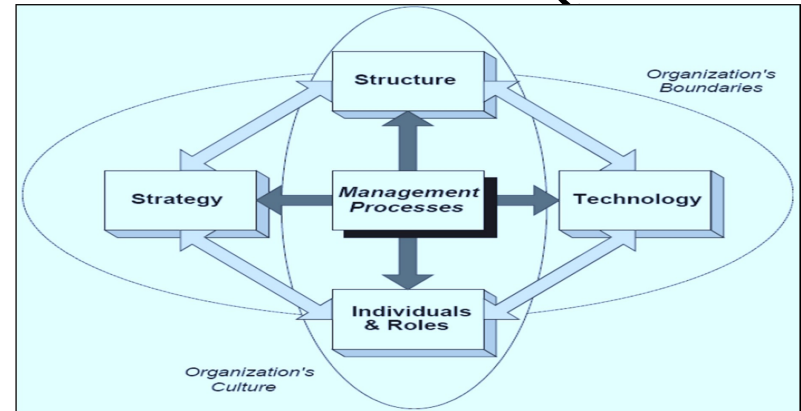 Structure
Organization's
Boundaries
Strategy
Management
Processes
Technology
Individuals
& Roles
Organization's
Culture